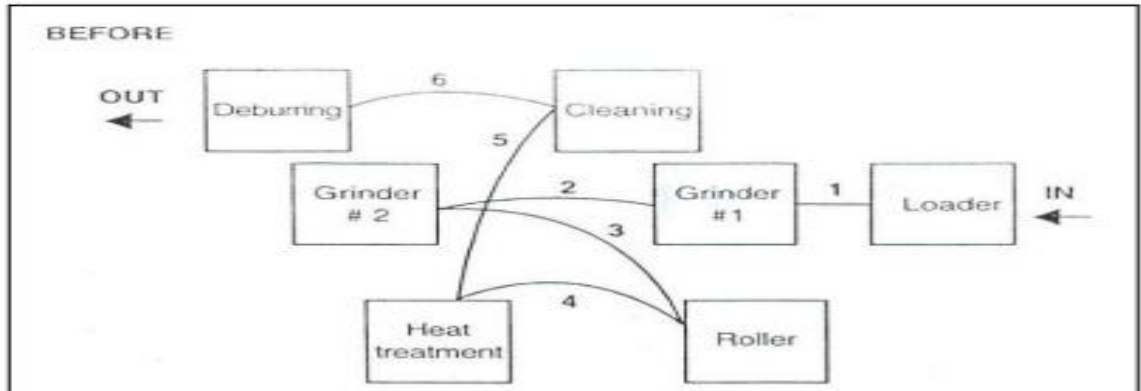 BEFORE
OUT
Deburring
6
Cleaning
5
Grinder
# 2
2
Grinder
#1
1
Loader
IN
3
4
Heat
treatment
Roller